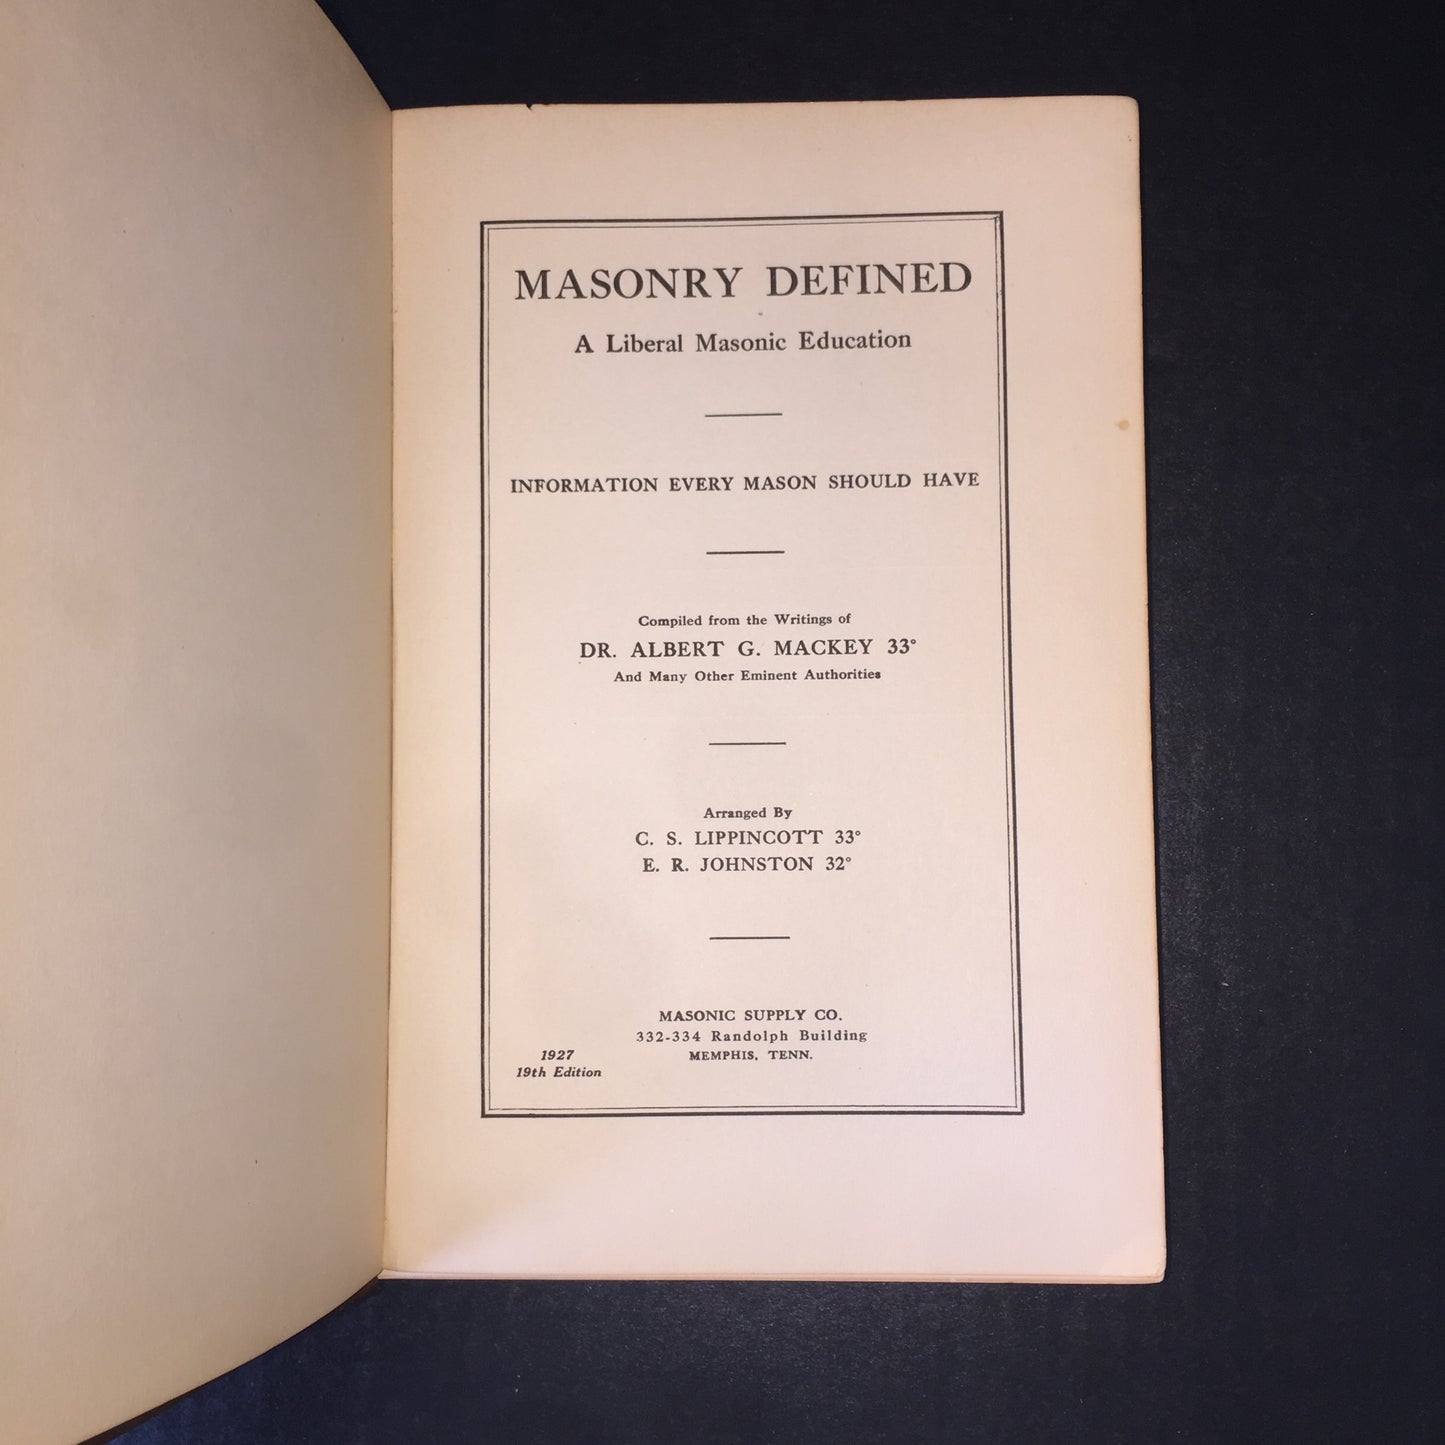 MASONRY DEFINED
A Liberal Masonic Education
INFORMATION EVERY MASON SHOULD HAVE
Compiled from the Writings of
DR. ALBERT G. MACKEY 33°
And Many Other Eminent Authorities
Arranged By
C. S. LIPPINCOTT 33°
E. R. JOHNSTON 32°
MASONIC SUPPLY CO.
332-334 Randolph Building
MEMPHIS, TENN.
1927
19th Edition